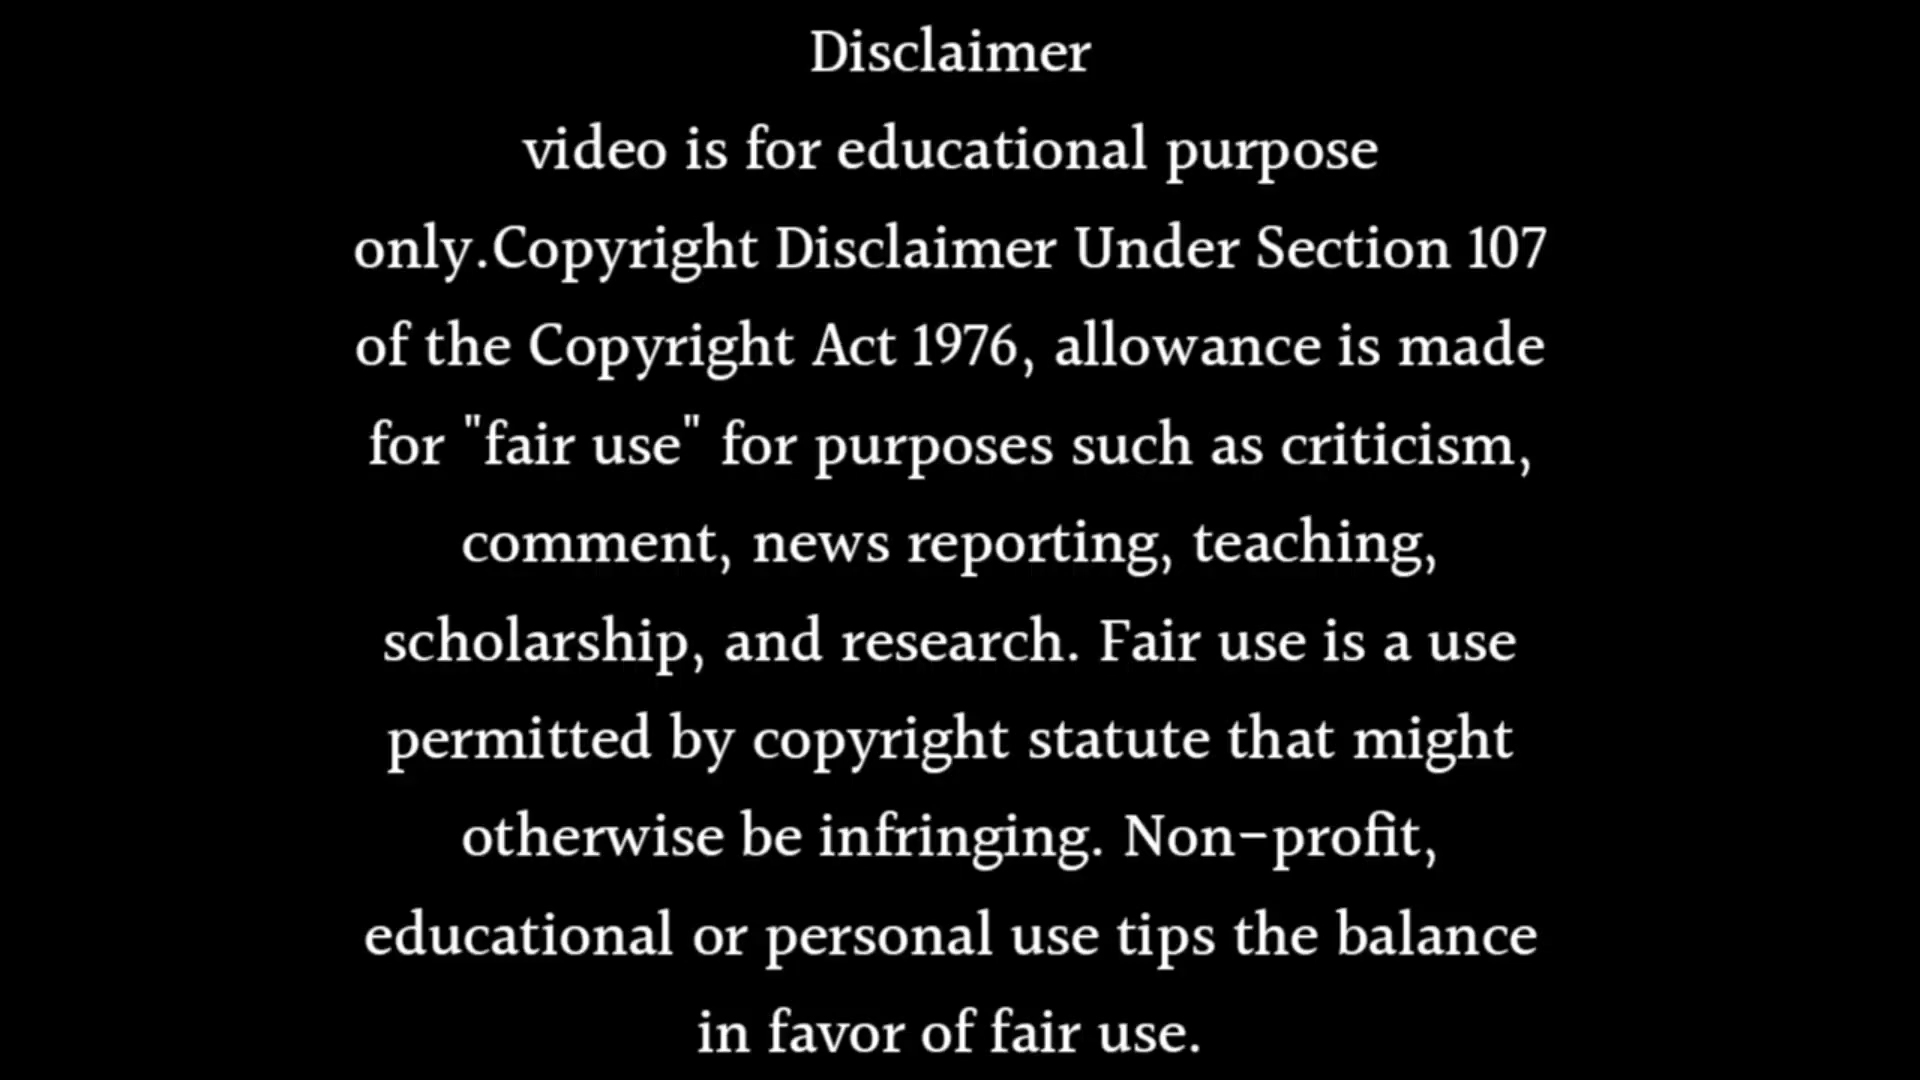 Disclaimer
video is for educational purpose
only.Copyright Disclaimer Under Section 107
of the Copyright Act 1976, allowance is made
for "fair use" for purposes such as criticism,
comment, news reporting, teaching,
scholarship, and research. Fair use is a use
permitted by copyright statute that might
otherwise be infringing. Non-profit,
educational or personal use tips the balance
in favor of fair use.